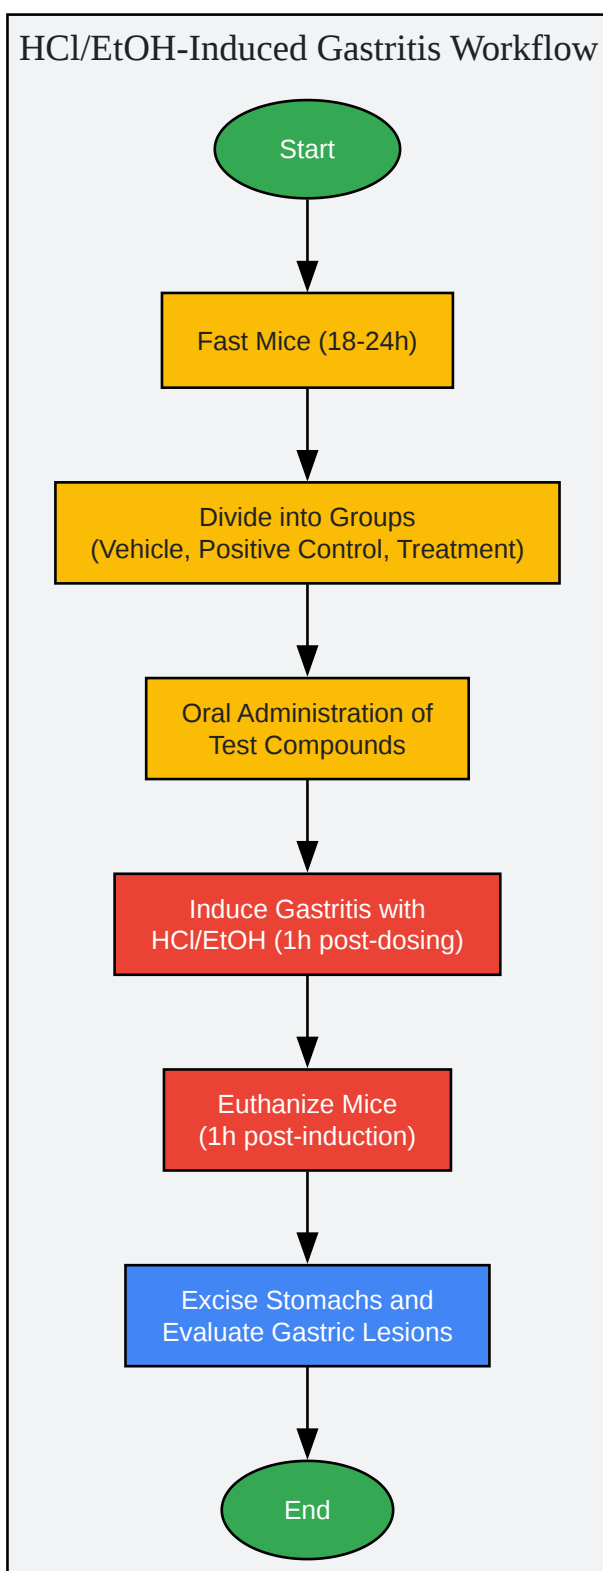 HCl/EtOH-Induced Gastritis Workflow
Start
Fast Mice (18-24h)
Divide into Groups
(Vehicle, Positive Control, Treatment)
Oral Administration of
Test Compounds
Induce Gastritis with
HCl/EtOH (1h post-dosing)
Euthanize Mice
(1h post-induction)
Excise Stomachs and
Evaluate Gastric Lesions
End